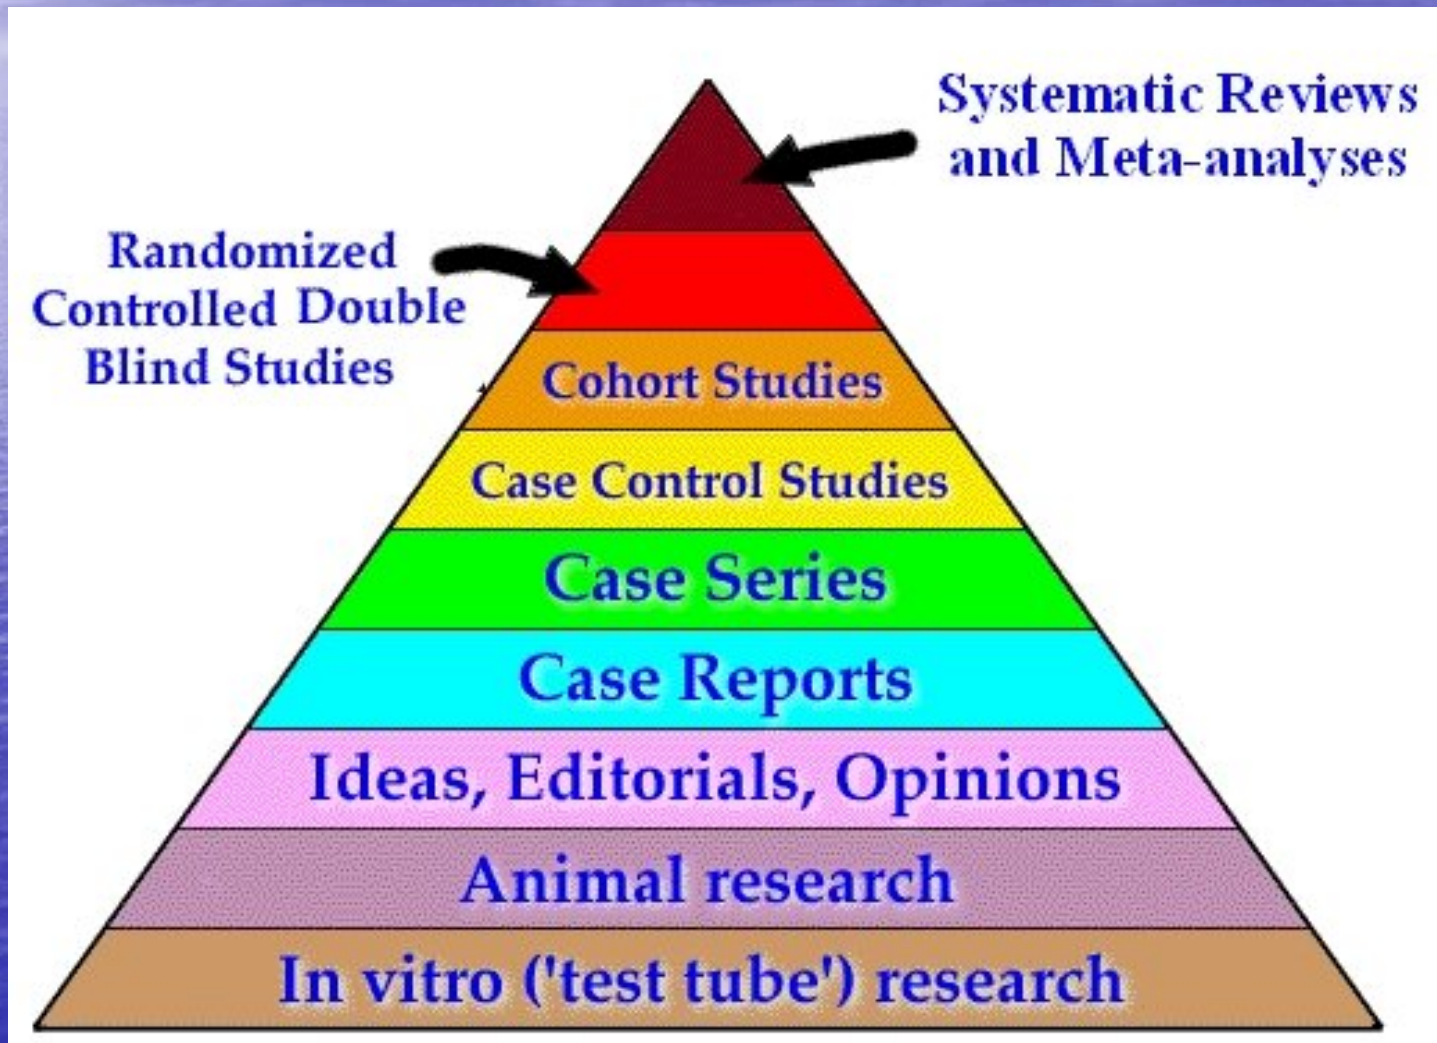 Systematic Reviews
and Meta-analyses
Randomized
Controlled Double
Blind Studies
Cohort Studies
Case Control Studies
Case Series
Case Reports
Ideas, Editorials, Opinions
Animal research
In vitro ('test tube') research